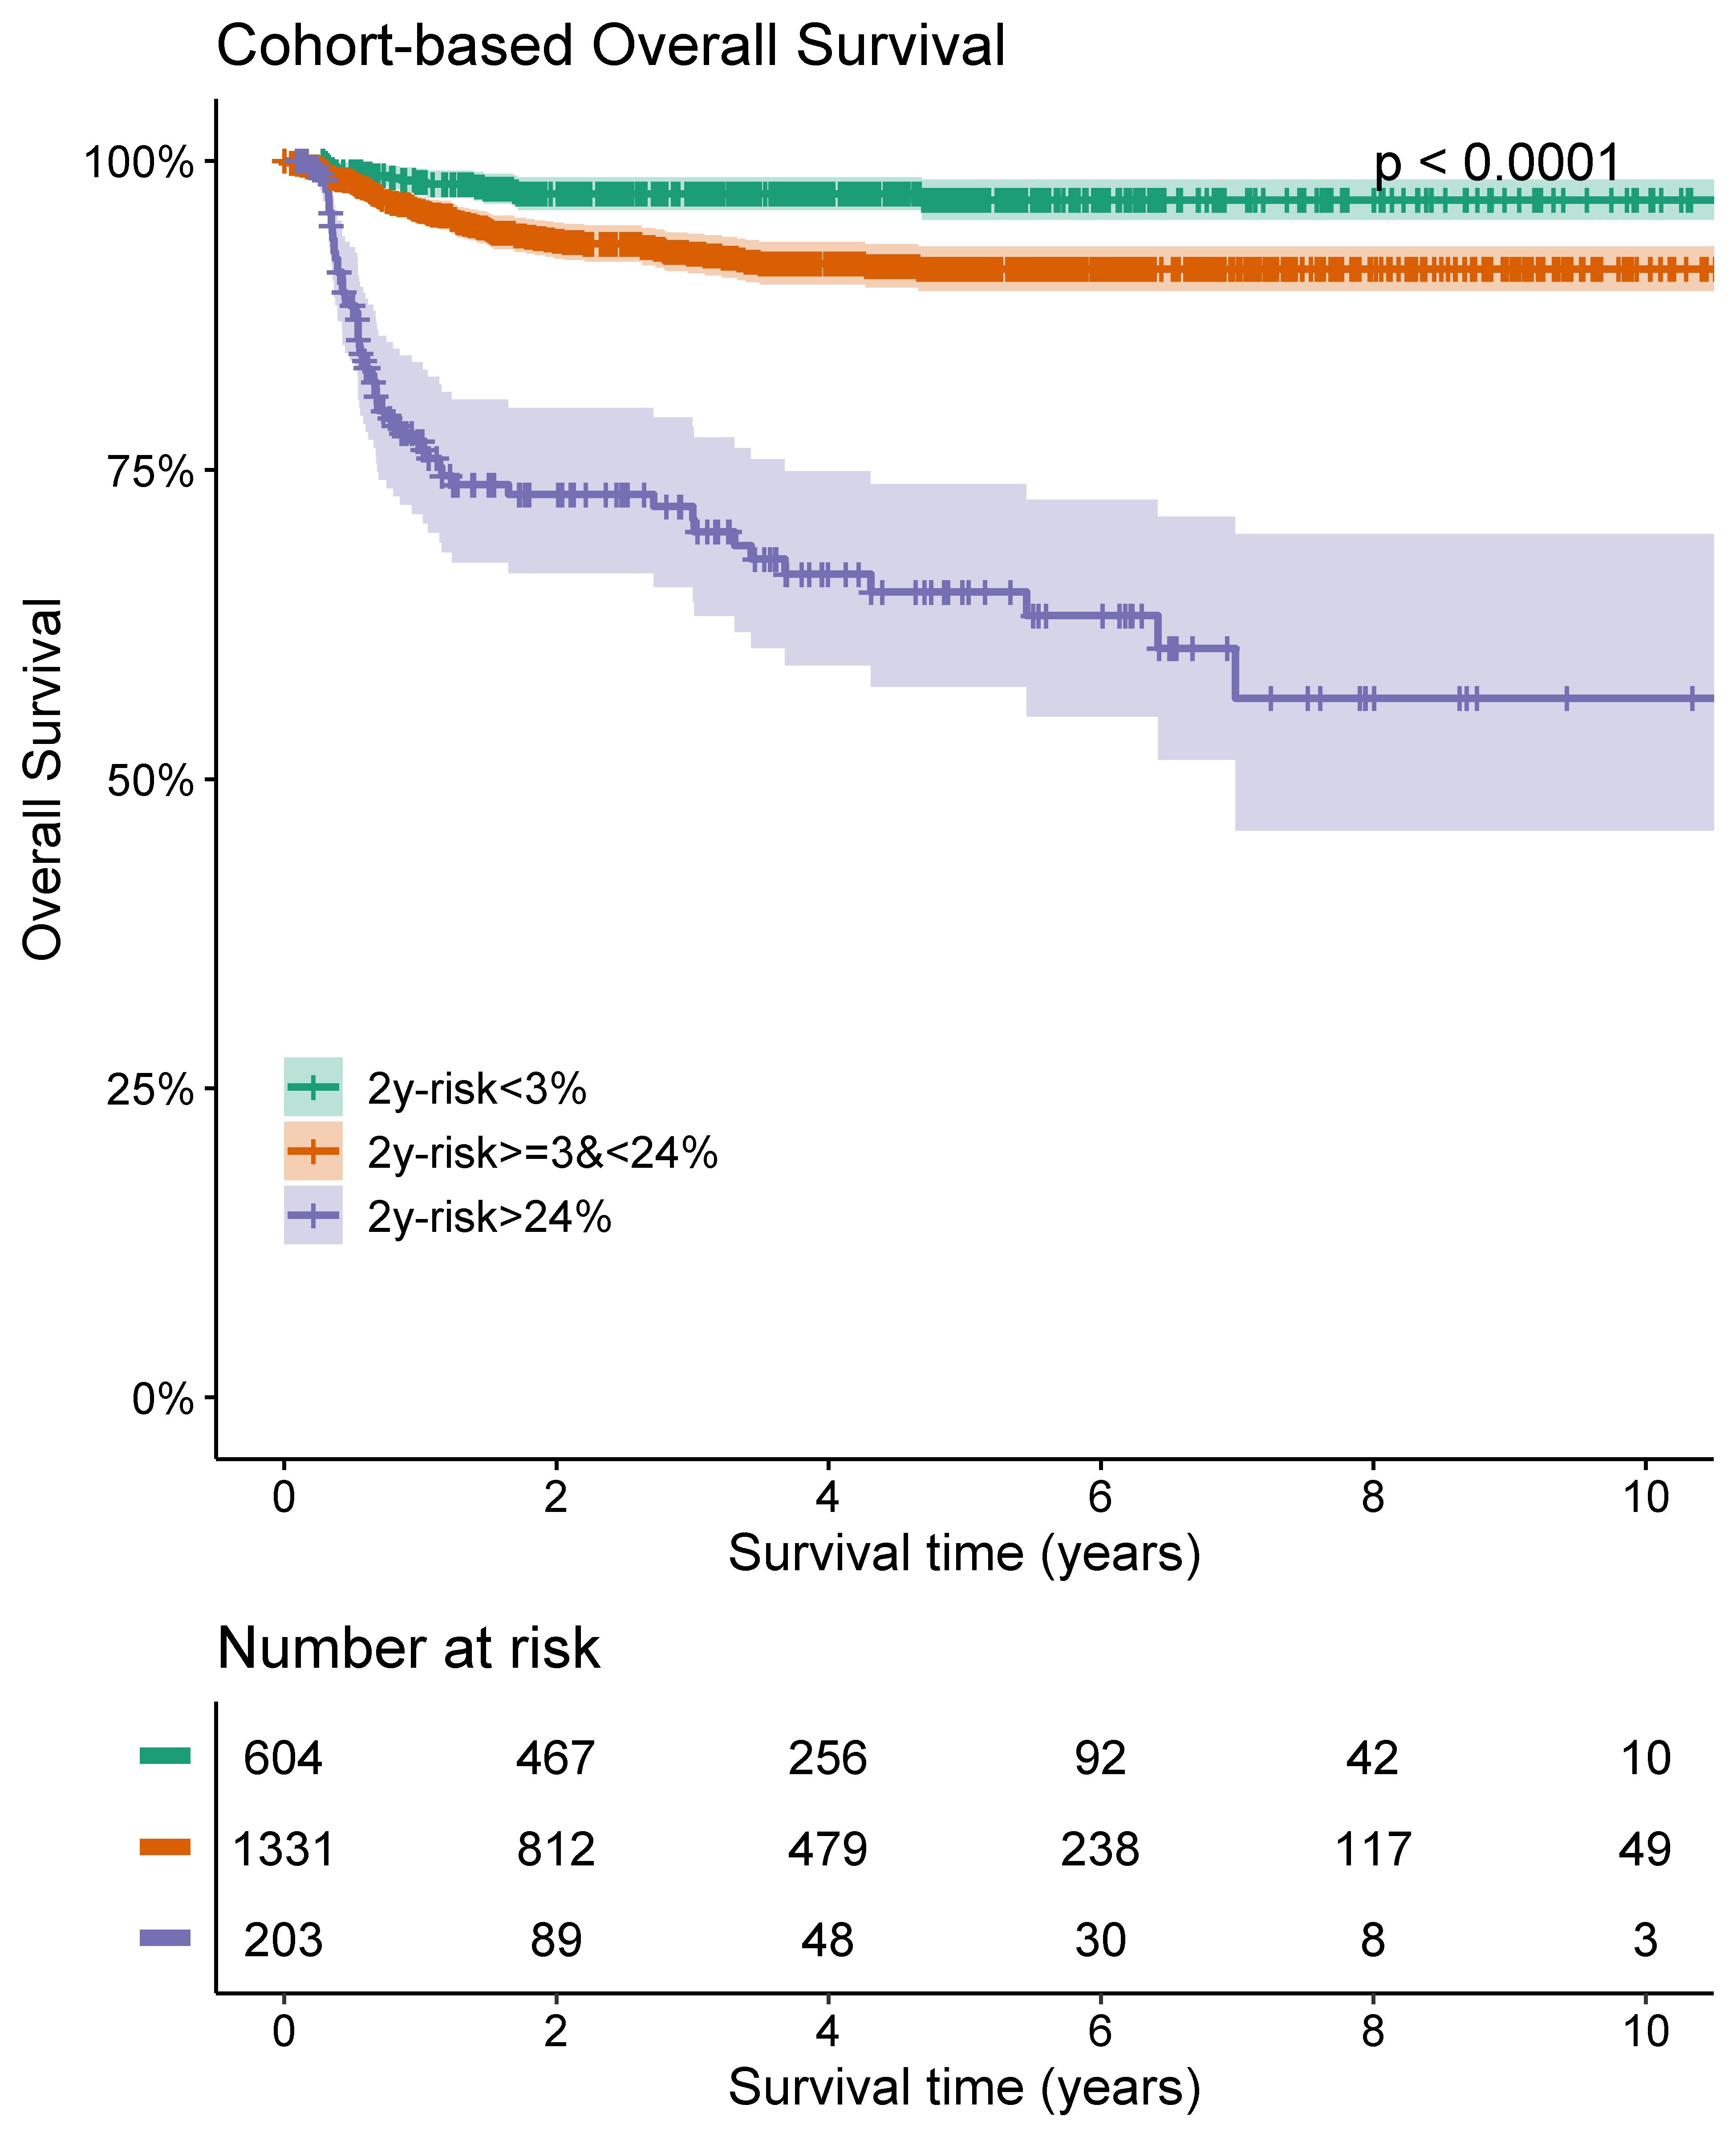 Cohort-based Overall Survival
p < 0.0001
100%
75%
50%
25%
0%
Overall Survival
2y-risk<3%
2y-risk>=3&<24%
2y-risk>24%
0 2 4 6 8 10
Survival time (years)
Number at risk
604 467 256 92 42 10
1331 812 479 238 117 49
203 89 48 30 8 3
0 2 4 6 8 10
Survival time (years)